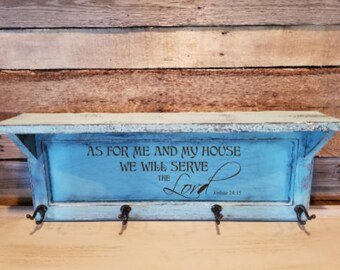 AS FOR ME AND MY HOUSE
WE WILL SERVE
THE Lord
Joshua 24:15